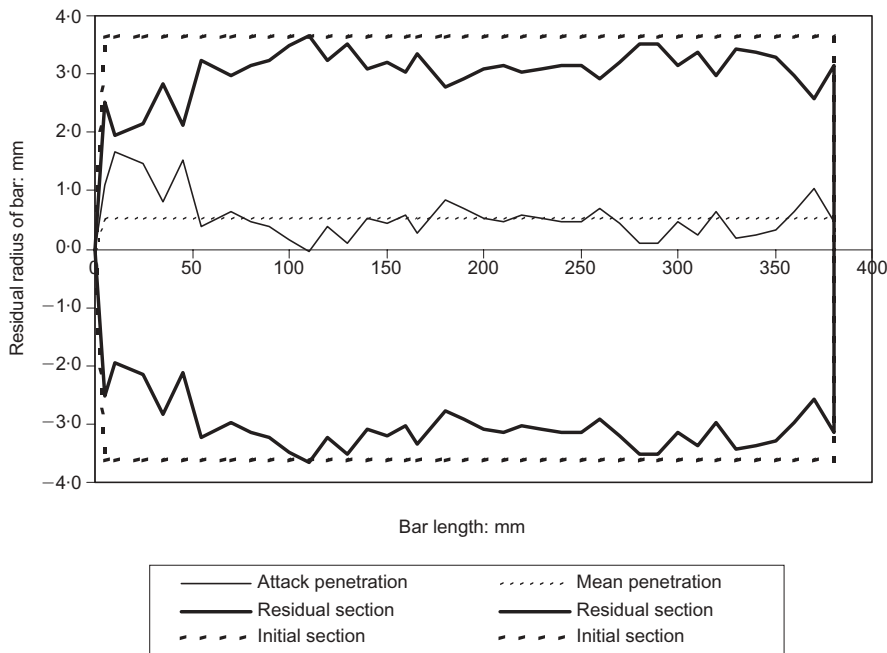 4·0
3·0
2·0
1·0
0·0
−1·0
−2·0
−3·0
−4·0
Residual radius of bar: mm
0 50 100 150 200 250 300 350 400
Bar length: mm
Attack penetration Mean penetration
Residual section Residual section
Initial section Initial section